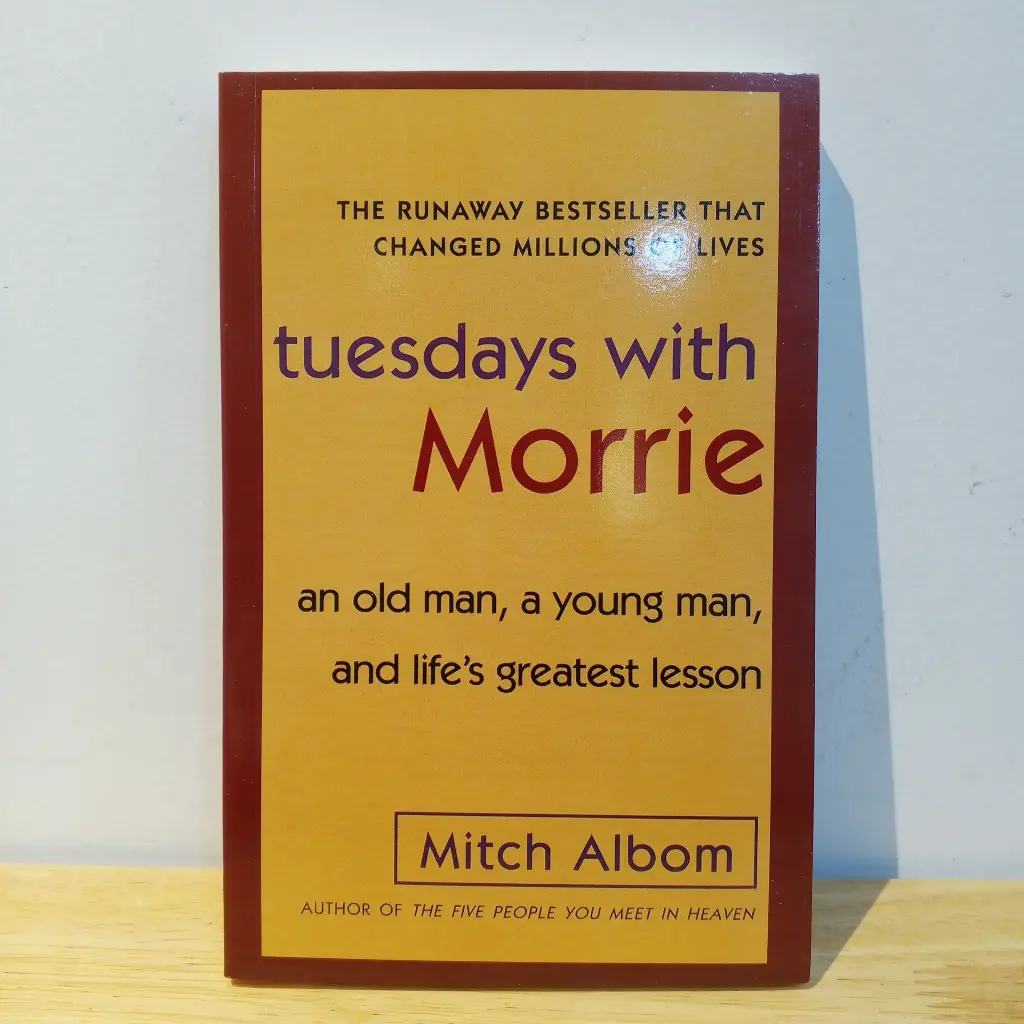 THE RUNAWAY BESTSELLER THAT
CHANGED MILLIONS OF LIVES
tuesdays with
Morrie
an old man, a young man,
and life's greatest lesson
Mitch Albom
AUTHOR OF THE FIVE PEOPLE YOU MEET IN HEAVEN